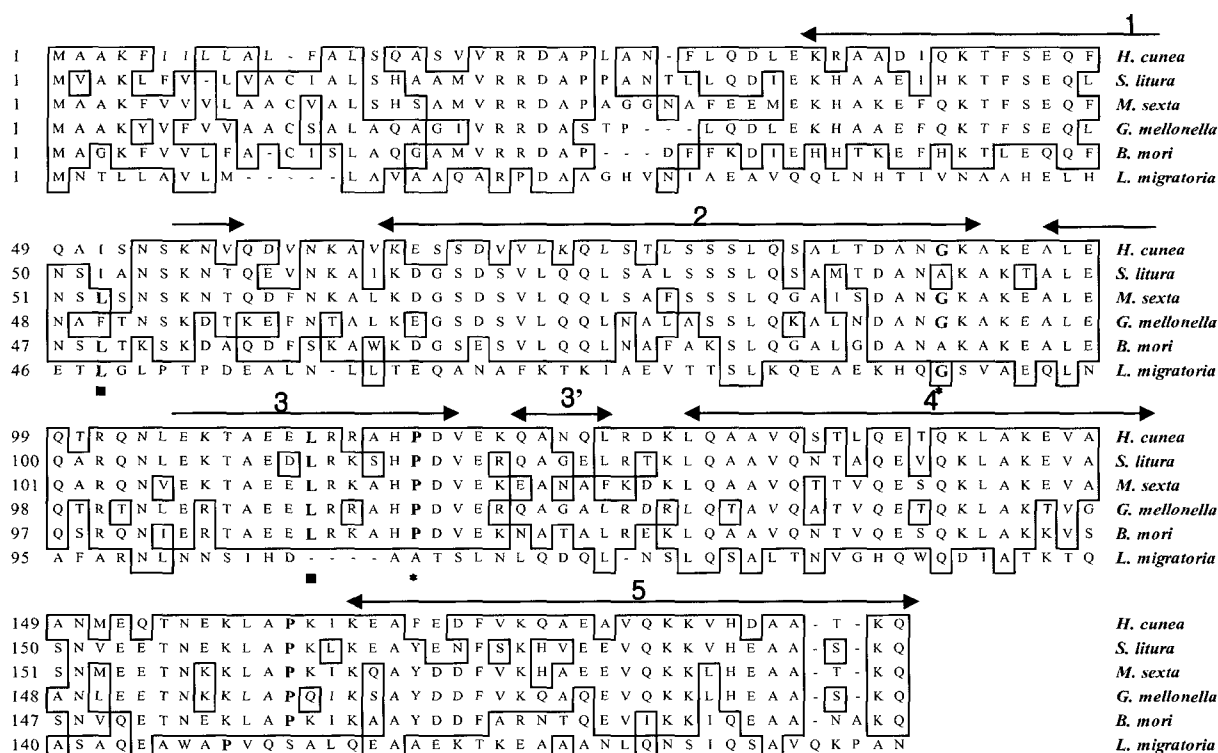 1
1 M A A K F I I L L A L - F A L S Q A S V V R R D A P L A N - F L Q D L E K R A A D I Q K T F S E Q F H. cunea
1 M V A K L F V - L V A C I A L S H A A M V R R D A P P A N T - L Q D I E K H A A E I H K T F S E Q L S. litura
1 M A A K F V V V L A A C V A L S H S A M V R R D A P A G G N A F E E M E K H A K E F Q K T F S E Q F M. sexta
1 M A A K Y V F V V A A C S A L A Q A G I V R R D A S T P - - - L Q D L E K H A A E F Q K T F S E Q L G. mellonella
1 M A G K F V V L F A - C I S L A Q G A M V R R D A P - - - D F F K D I E H H T K E F H K T L E Q Q F B. mori
1 M N T L L A V L M - - - - - L A V A A Q A R P D A A G H V N I A E A V Q Q L N H T I V N A A H E L H L. migratoria
2
49 Q A I S N S K N V Q D V N K A V K E S S D V V L K Q L S T L S S S L Q S A L T D A N G K A K E A L E H. cunea
50 N S I A N S K N T Q E V N K A I K D G S D S V L Q Q L S A L S S S L Q S A M T D A N A K A K T A L E S. litura
51 N S L S N S K N T Q D F N K A L K D G S D S V L Q Q L S A F S S S L Q G A I S D A N G K A K E A L E M. sexta
48 N A F T N S K D T K E F N T A L K E G S D S V L Q Q L N A L A S S L Q K A L N D A N G K A K E A L E G. mellonella
47 N S L T K S K D A Q D F S K A W K D G S E S V L Q Q L N A F A K S L Q G A L G D A N A K A K E A L E B. mori
46 E T L G L P T P D E A L N - L L T E Q A N A F K T K I A E V T T S L K Q E A E K H Q G S V A E Q L N L. migratoria
■ *
3 3' 4
99 Q T R Q N L E K T A E E L R R A H P D V E K Q A N Q L R D K L Q A A V Q S T L Q E T Q K L A K E V A H. cunea
100 Q A R Q N L E K T A E D L R K S H P D V E R Q A G E L R T K L Q A A V Q N T A Q E V Q K L A K E V A S. litura
101 Q A R Q N V E K T A E E L R K A H P D V E K E A N A F K D K L Q A A V Q T T V Q E S Q K L A K E V A M. sexta
98 Q T R T N L E R T A E E L R R A H P D V E R Q A G A L R D R L Q T A V Q A T V Q E T Q K L A K T V G G. mellonella
97 Q S R Q N I E R T A E E L R K A H P D V E K N A T A L R E K L Q A A V Q N T V Q E S Q K L A K K V S B. mori
95 A F A R N L N N S I H D - - - - A A T S L N L Q D Q L - N S L Q S A L T N V G H Q W Q D I A T K T Q L. migratoria
■ *
5
149 A N M E Q T N E K L A P K I K E A F E D F V K Q A E A V Q K K V H D A A - T - K Q H. cunea
150 S N V E E T N E K L A P K L K E A Y E N F S K H V E E V Q K K V H E A A - S - K Q S. litura
151 S N M E E T N K K L A P K I K Q A Y D D F V K H A E E V Q K K L H E A A - T - K Q M. sexta
148 A N L E E T N K K L A P Q I K S A Y D D F V K Q A Q E V Q K K L H E A A - S - K Q G. mellonella
147 S N V Q E T N E K L A P K I K A A Y D D F A R N T Q E V I K K I Q E A A - N A K Q B. mori
140 A S A Q E A W A P V Q S A L Q E A A E K T K E A A A N L Q N S I Q S A V Q K P A N L. migratoria